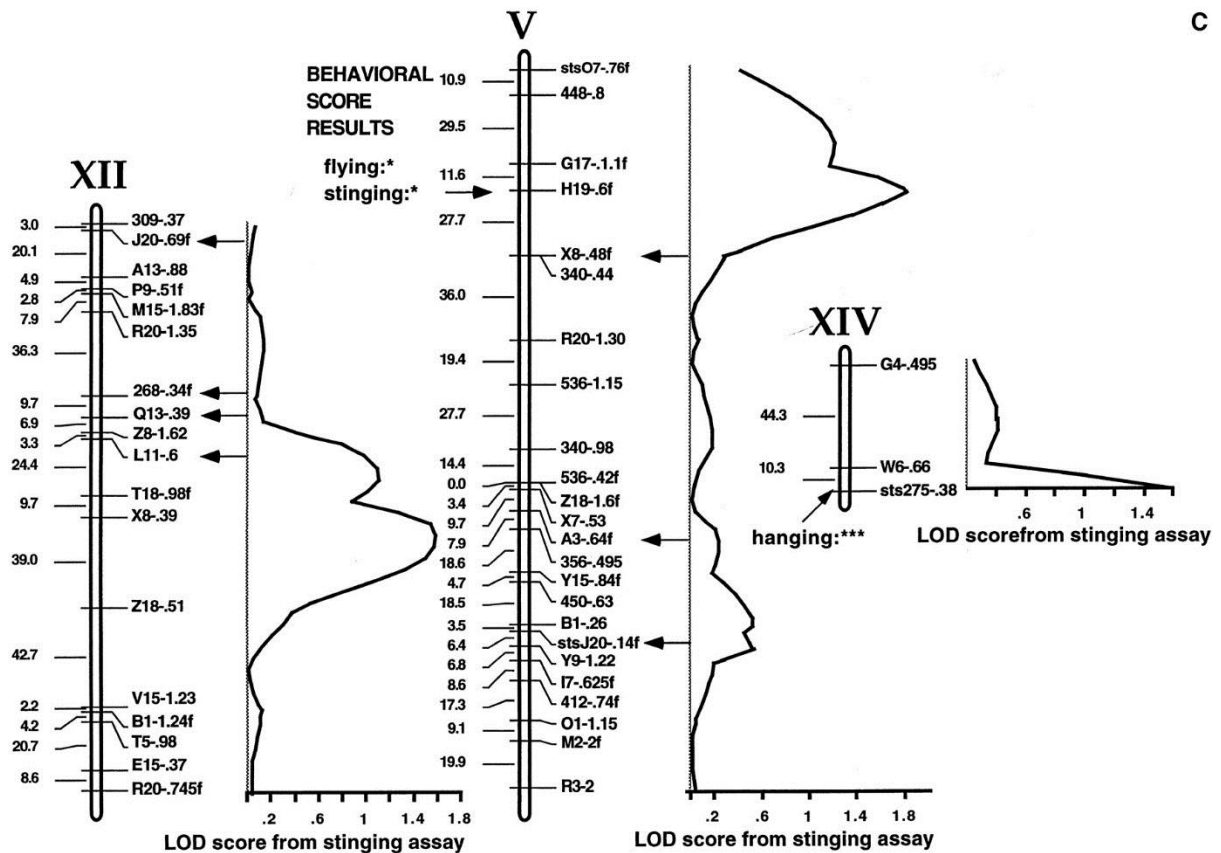 C
V
BEHAVIORAL
SCORE
RESULTS
flying:*
stinging:*
XII
3.0
20.1
4.9
2.8
7.9
36.3
9.7
6.9
3.3
24.4
9.7
39.0
42.7
2.2
4.2
20.7
8.6
309-.37
J20-.69f
A13-.88
P9-.51f
M15-1.83f
R20-1.35
268-.34f
Q13-.39
Z8-1.62
L11-.6
T18-.98f
X8-.39
Z18-.51
V15-1.23
B1-1.24f
T5-.98
E15-.37
R20-.745f
.2 .6 1 1.4 1.8
LOD score from stinging assay
10.9
29.5
11.6
27.7
36.0
19.4
27.7
14.4
0.0
3.4
9.7
7.9
18.6
4.7
18.5
3.5
6.4
6.8
8.6
17.3
9.1
19.9
stsO7-.76f
448-.8
G17-.1.1f
H19-.6f
X8-.48f
340-.44
R20-1.30
536-1.15
340-.98
536-.42f
Z18-1.6f
X7-.53
A3-.64f
356-.495
Y15-.84f
450-.63
B1-.26
stsJ20-.14f
Y9-1.22
I7-.625f
412-.74f
O1-1.15
M2-2f
R3-2
.2 .6 1 1.4 1.8
LOD score from stinging assay
XIV
44.3
10.3
G4-.495
W6-.66
sts275-.38
hanging:***
.6 1 1.4
LOD scorefrom stinging assay